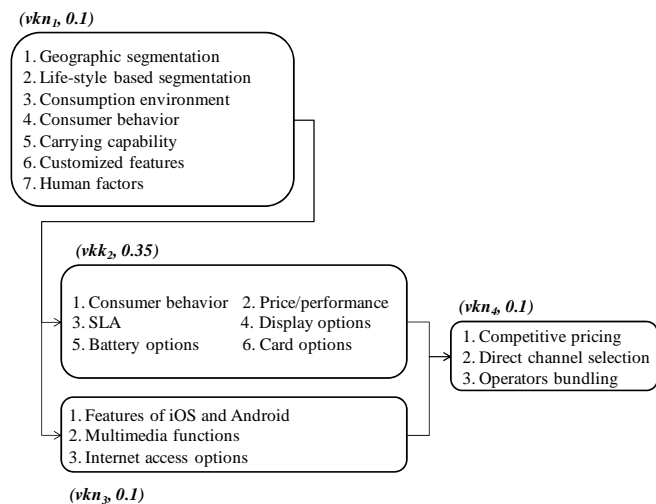 (vkn1, 0.1)
1. Geographic segmentation
2. Life-style based segmentation
3. Consumption environment
4. Consumer behavior
5. Carrying capability
6. Customized features
7. Human factors
(vkk2, 0.35)
1. Consumer behavior 2. Price/performance
3. SLA 4. Display options
5. Battery options 6. Card options
(vkn4, 0.1)
1. Competitive pricing
2. Direct channel selection
3. Operators bundling
1. Features of iOS and Android
2. Multimedia functions
3. Internet access options
(vkn3, 0.1)